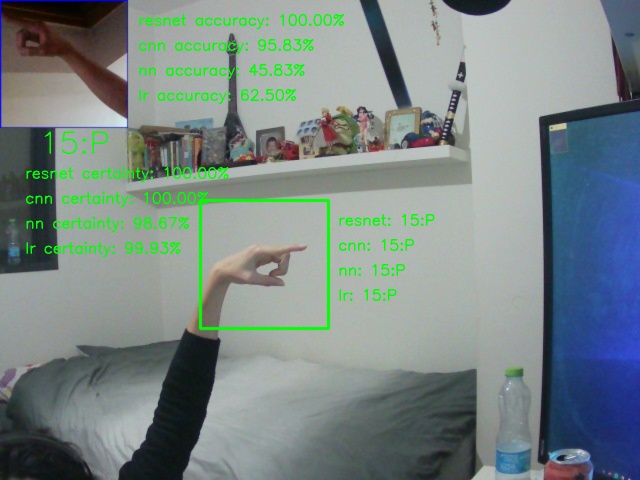 resnet accuracy: 100.00%
cnn accuracy: 95.83%
nn accuracy: 45.83%
lr accuracy: 62.50%
15:P
resnet certainty: 100.00%
cnn certainty: 100.00%
nn certainty: 98.67%
lr certainty: 99.93%
resnet: 15:P
cnn: 15:P
nn: 15:P
lr: 15:P